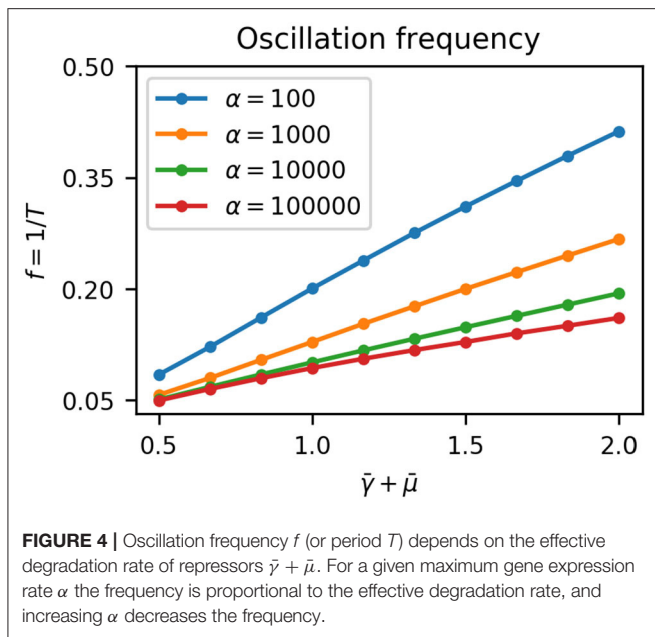 Oscillation frequency
0.50
0.35
0.20
0.05
f = 1/T
α = 100
α = 1000
α = 10000
α = 100000
0.5 1.0 1.5 2.0
γ̄ + μ̄
FIGURE 4 | Oscillation frequency f (or period T) depends on the effective
degradation rate of repressors γ̄ + μ̄. For a given maximum gene expression
rate α the frequency is proportional to the effective degradation rate, and
increasing α decreases the frequency.